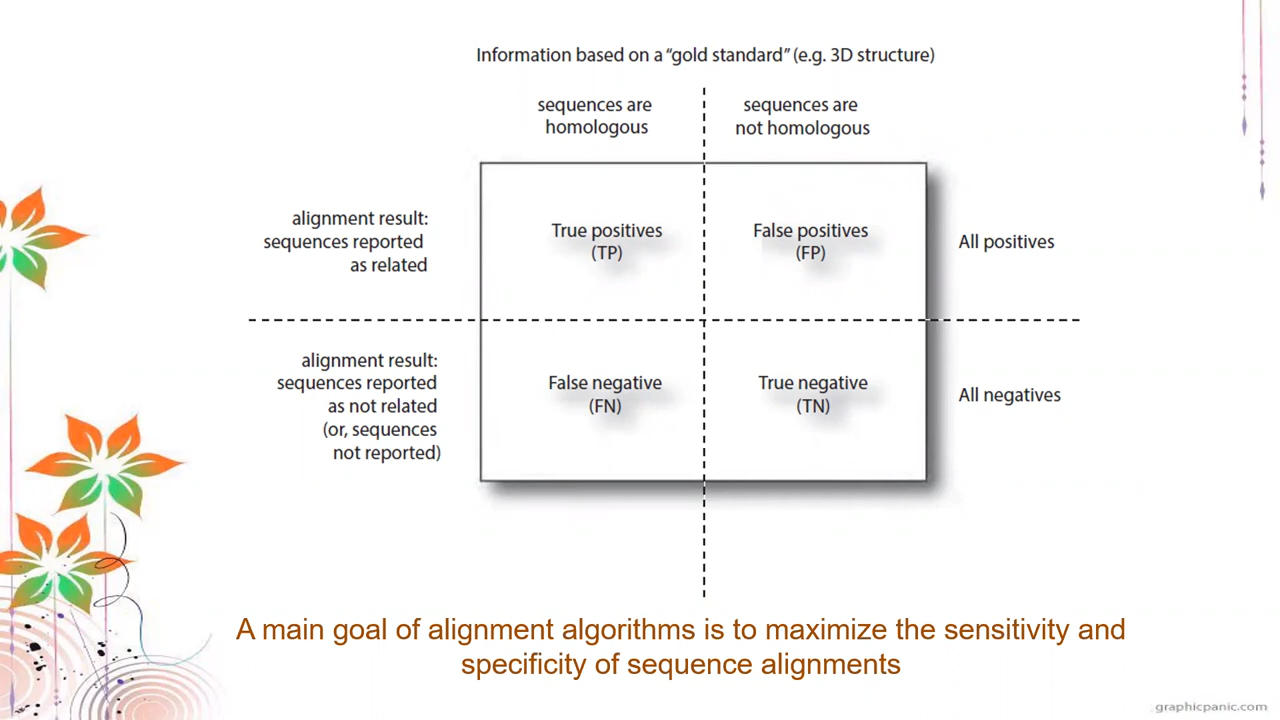 Information based on a “gold standard” (e.g. 3D structure)
sequences are
homologous
sequences are
not homologous
alignment result:
sequences reported
as related
True positives
(TP)
False positives
(FP)
All positives
alignment result:
sequences reported
as not related
(or, sequences
not reported)
False negative
(FN)
True negative
(TN)
All negatives
A main goal of alignment algorithms is to maximize the sensitivity and
specificity of sequence alignments
graphicpanic.com